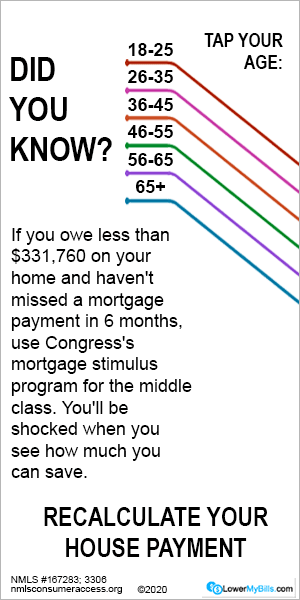 DID
YOU
KNOW?
TAP YOUR
AGE:
18-25
26-35
36-45
46-55
56-65
65+
If you owe less than
$331,760 on your
home and haven't
missed a mortgage
payment in 6 months,
use Congress's
mortgage stimulus
program for the middle
class. You'll be
shocked when you
see how much you
can save.
RECALCULATE YOUR
HOUSE PAYMENT
NMLS #167283; 3306
nmlsconsumeraccess.org ©2020
LowerMyBills.com